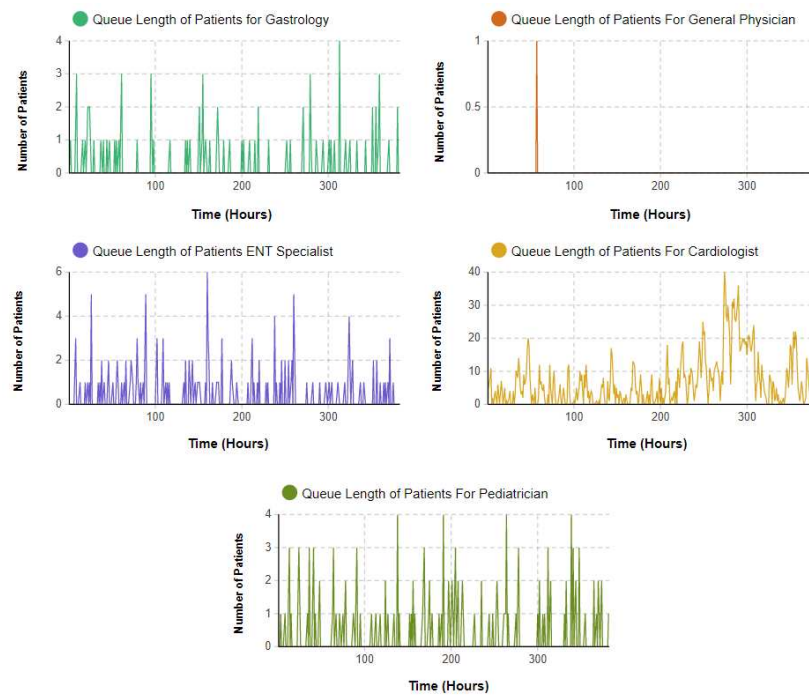 Queue Length of Patients for Gastrology
4
3
2
1
0
Number of Patients
100
200
300
Time (Hours)
Queue Length of Patients For General Physician
1
0.5
0
Number of Patients
100
200
300
Time (Hours)
Queue Length of Patients ENT Specialist
6
4
2
0
Number of Patients
100
200
300
Time (Hours)
Queue Length of Patients For Cardiologist
40
30
20
10
0
Number of Patients
100
200
300
Time (Hours)
Queue Length of Patients For Pediatrician
4
3
2
1
0
Number of Patients
100
200
300
Time (Hours)